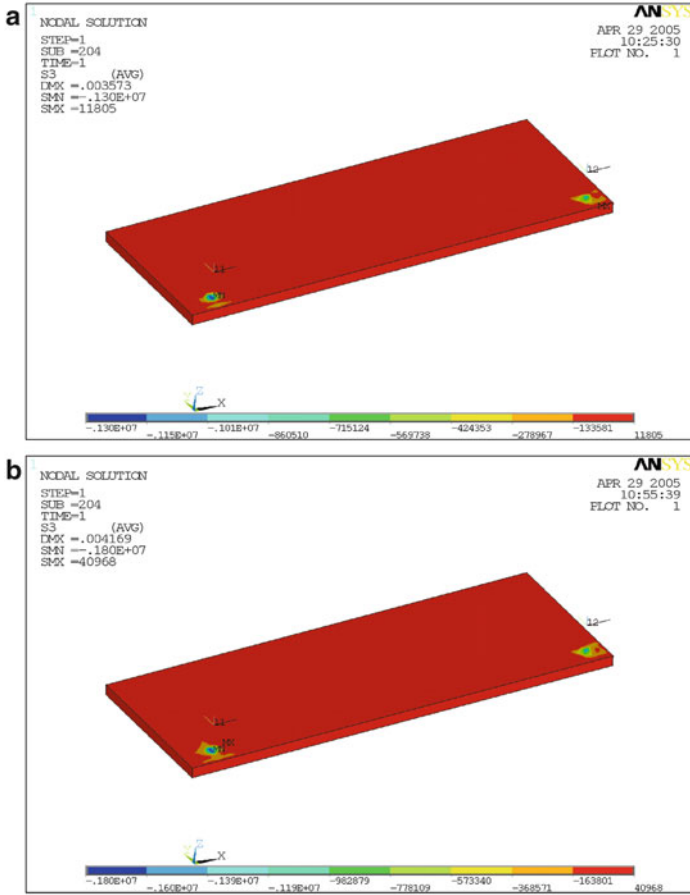 a
1
NODAL SOLUTION
STEP=1
SUB =204
TIME=1
S3 (AVG)
DMX =.003573
SMN =-.130E+07
SMX =11805
ANSYS
APR 29 2005
10:25:30
PLOT NO. 1
12
11
Z
X
-.130E+07 -.101E+07 -715124 -424353 -133581
-.115E+07 -860510 -569738 -278967 11805
b
1
NODAL SOLUTION
STEP=1
SUB =204
TIME=1
S3 (AVG)
DMX =.004169
SMN =-.180E+07
SMX =40968
ANSYS
APR 29 2005
10:55:39
PLOT NO. 1
12
11
MX
Z
X
-.180E+07 -.139E+07 -982879 -573340 -163801
-.160E+07 -.119E+07 -778109 -368571 40968